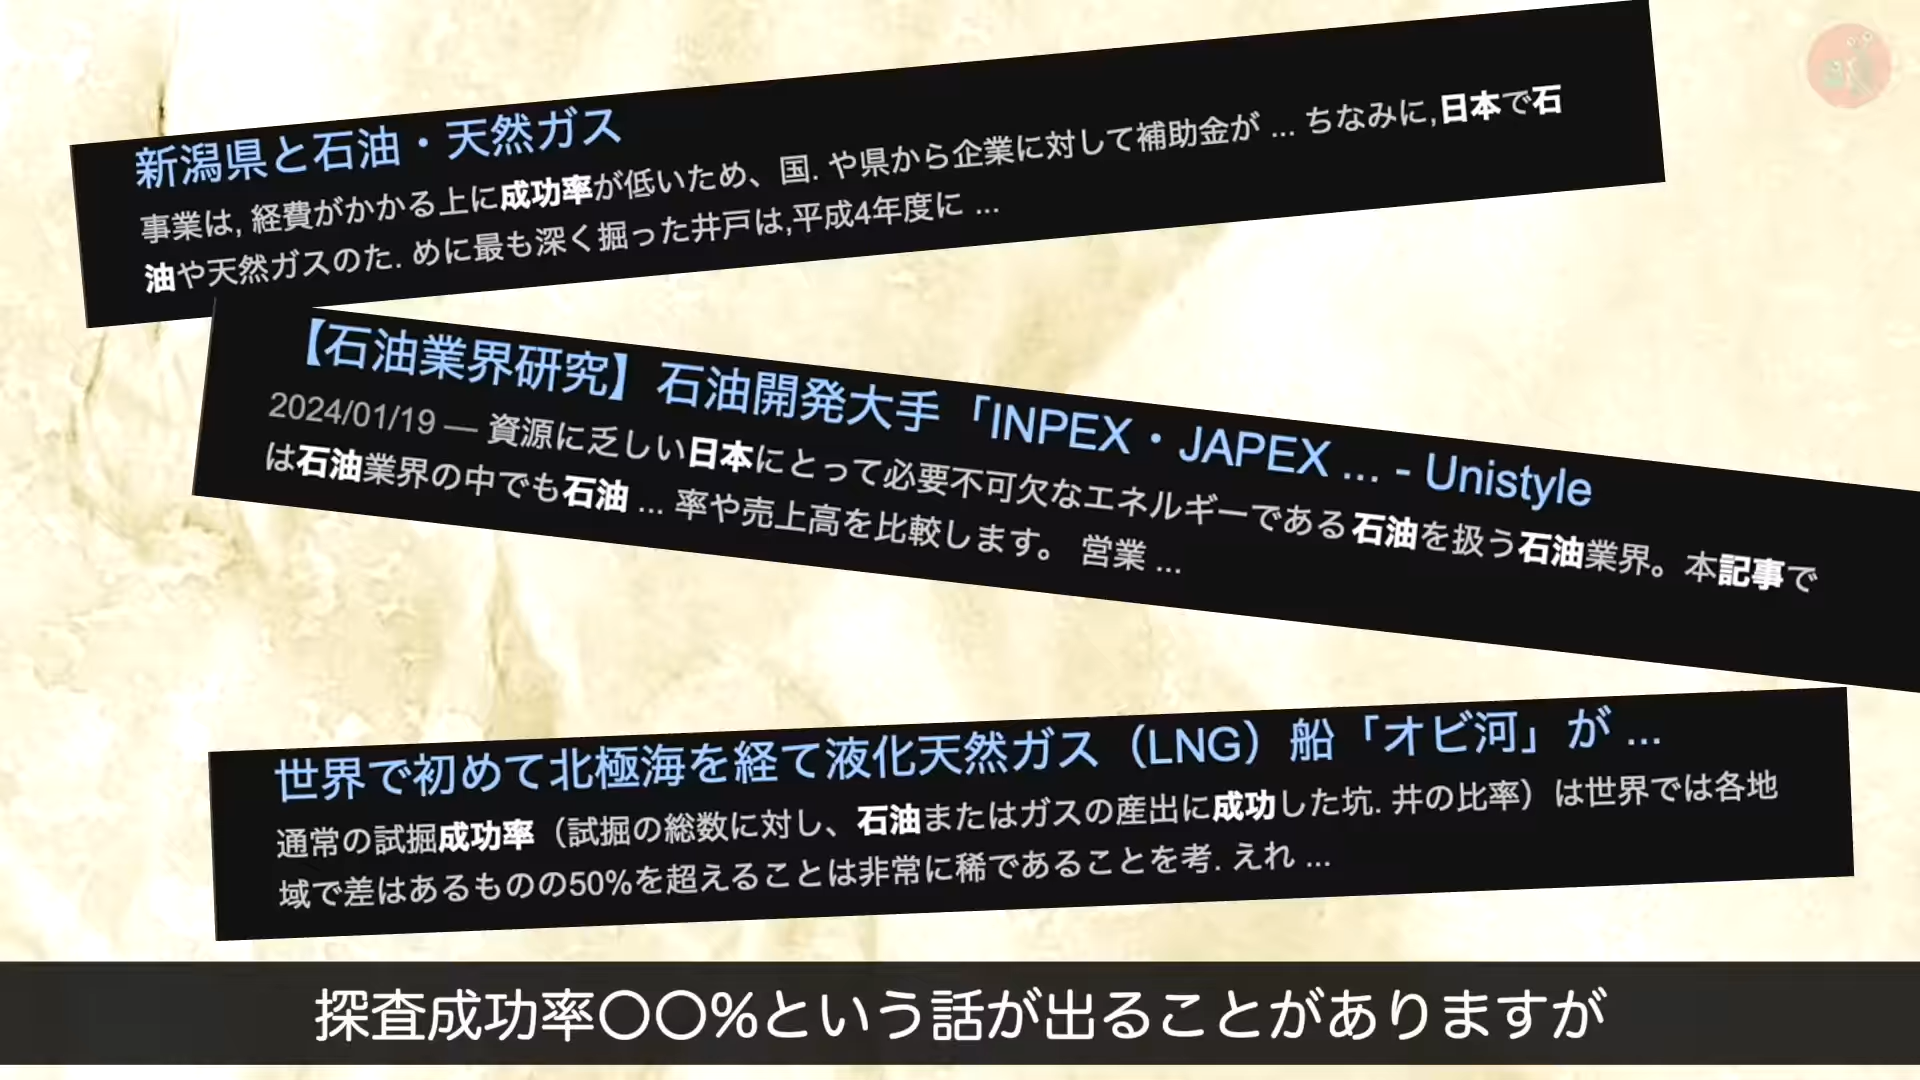 新潟県と石油・天然ガス
事業は, 経費がかかる上に成功率が低いため、国. や県から企業に対して補助金が ... ちなみに,日本で石
油や天然ガスのた. めに最も深く掘った井戸は,平成4年度に ...
【石油業界研究】石油開発大手「INPEX・JAPEX ... - Unistyle
2024/01/19 — 資源に乏しい日本にとって必要不可欠なエネルギーである石油を扱う石油業界。本記事で
は石油業界の中でも石油 ... 率や売上高を比較します。 営業 ...
世界で初めて北極海を経て液化天然ガス（LNG）船「オビ河」が ...
通常の試掘成功率（試掘の総数に対し、石油またはガスの産出に成功した坑. 井の比率）は世界では各地
域で差はあるものの50%を超えることは非常に稀であることを考. えれ ...
探査成功率〇〇%という話が出ることがありますが